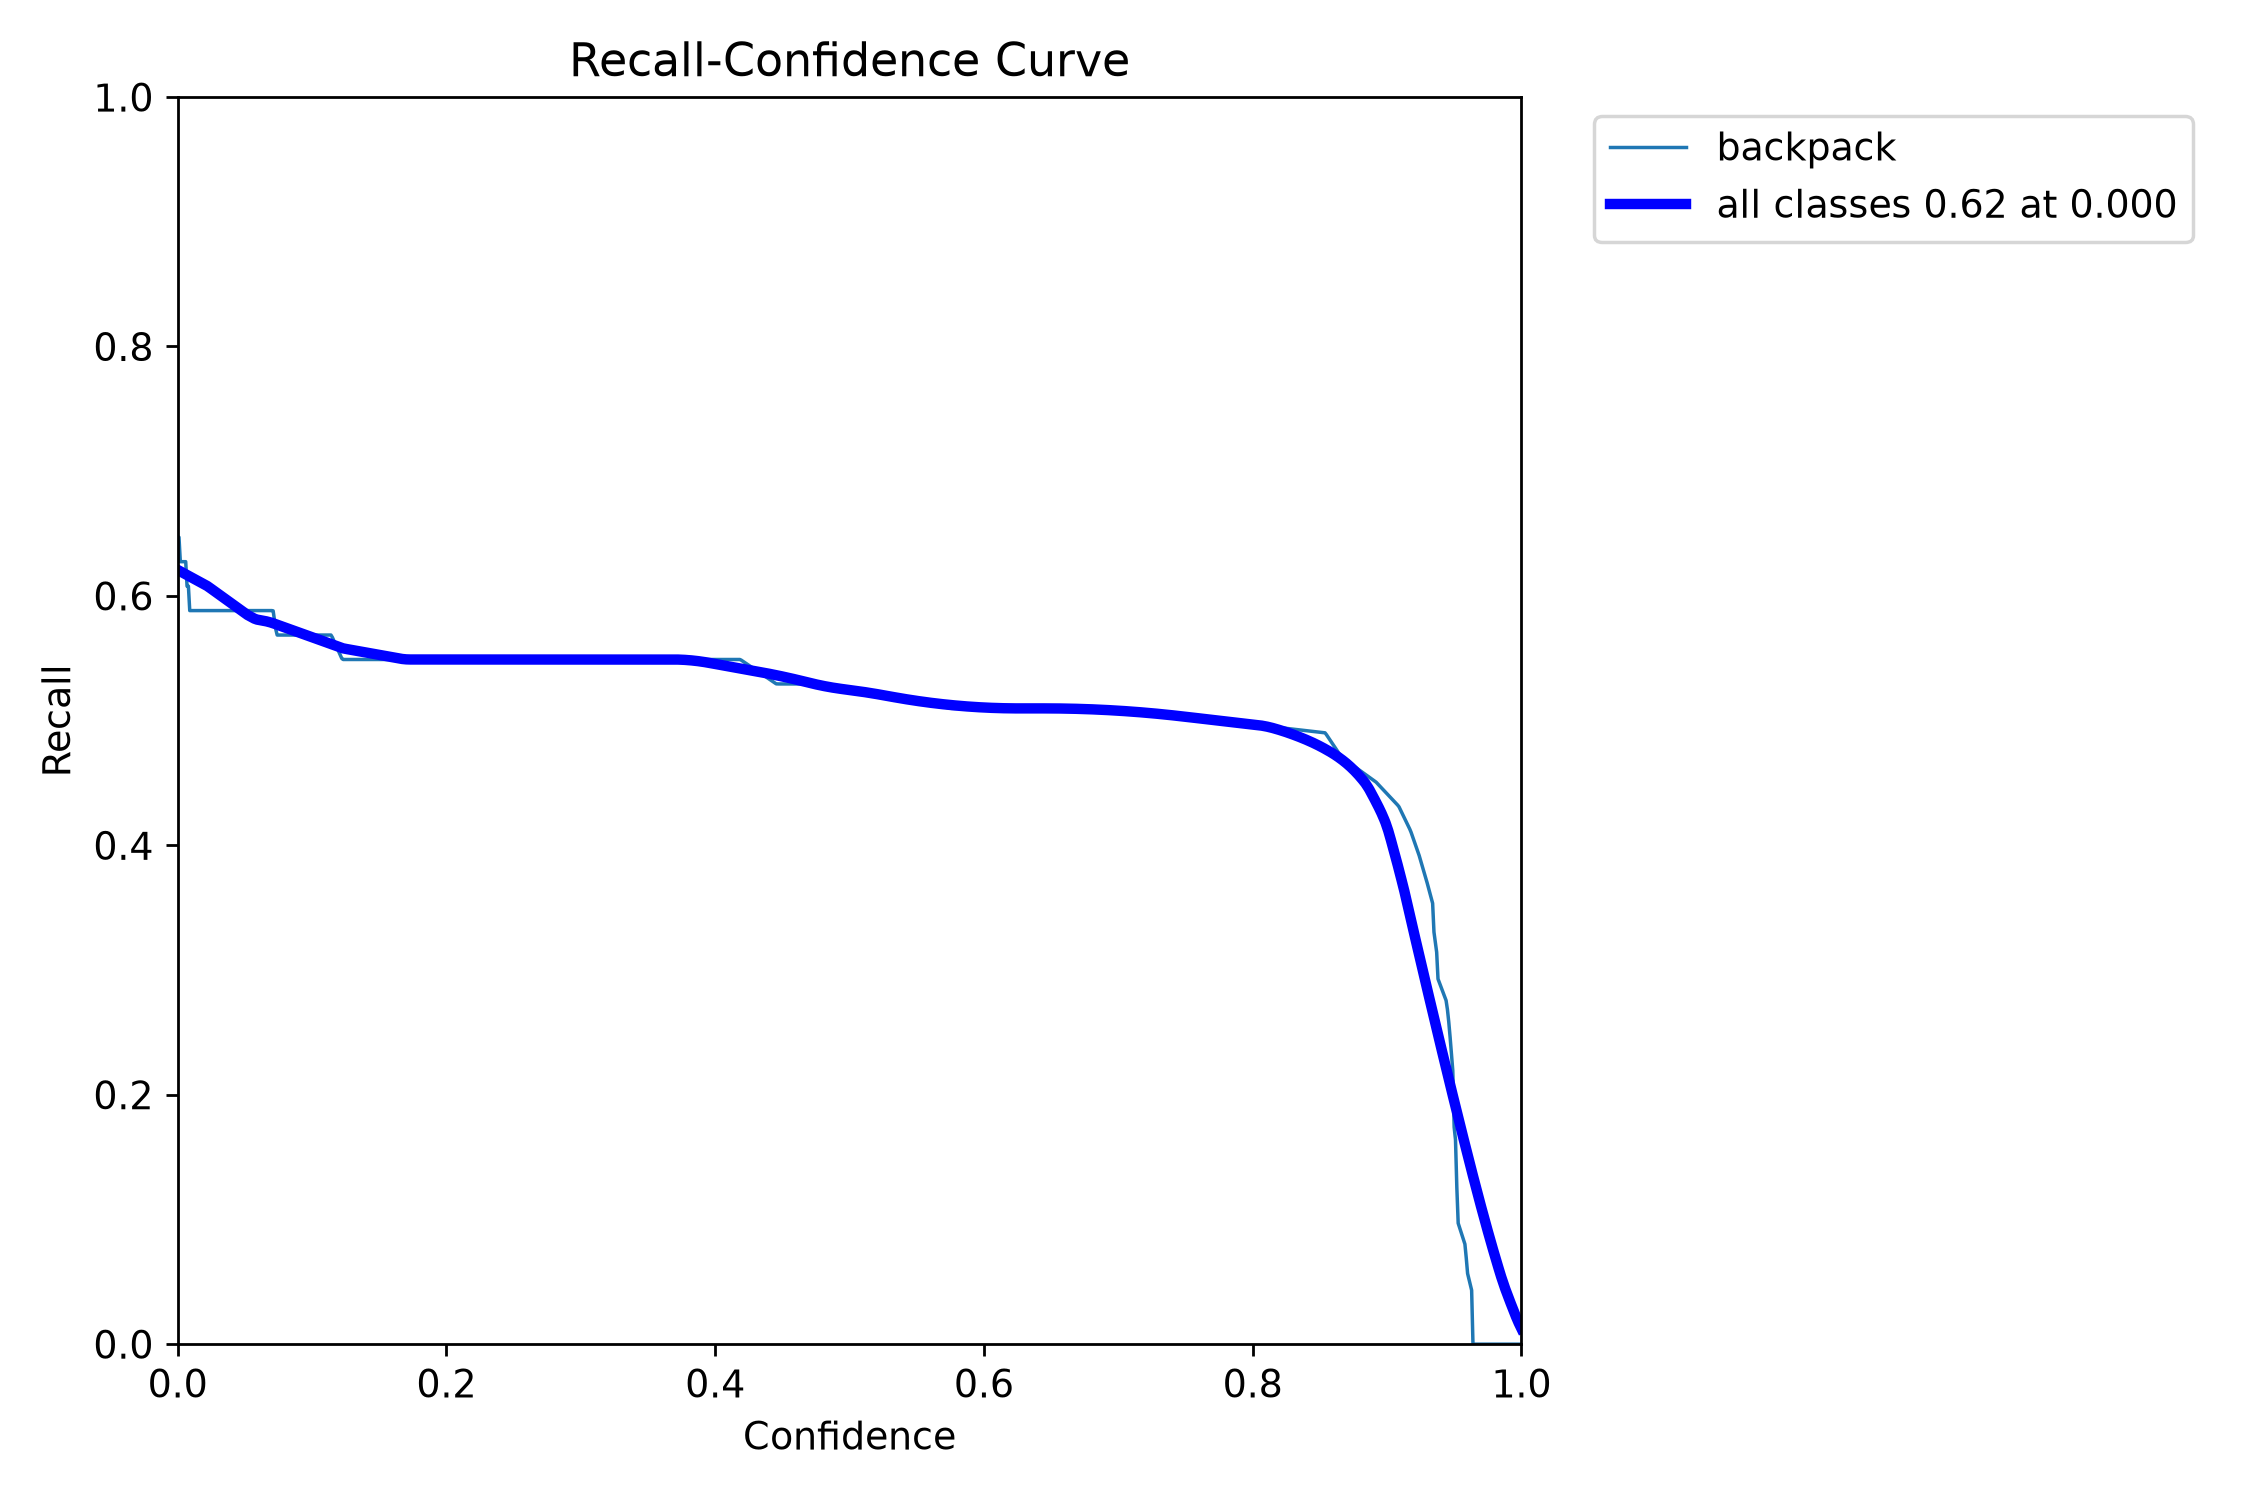 Recall-Confidence Curve
1.0
0.8
0.6
0.4
0.2
0.0
Recall
0.0 0.2 0.4 0.6 0.8 1.0
Confidence
backpack
all classes 0.62 at 0.000